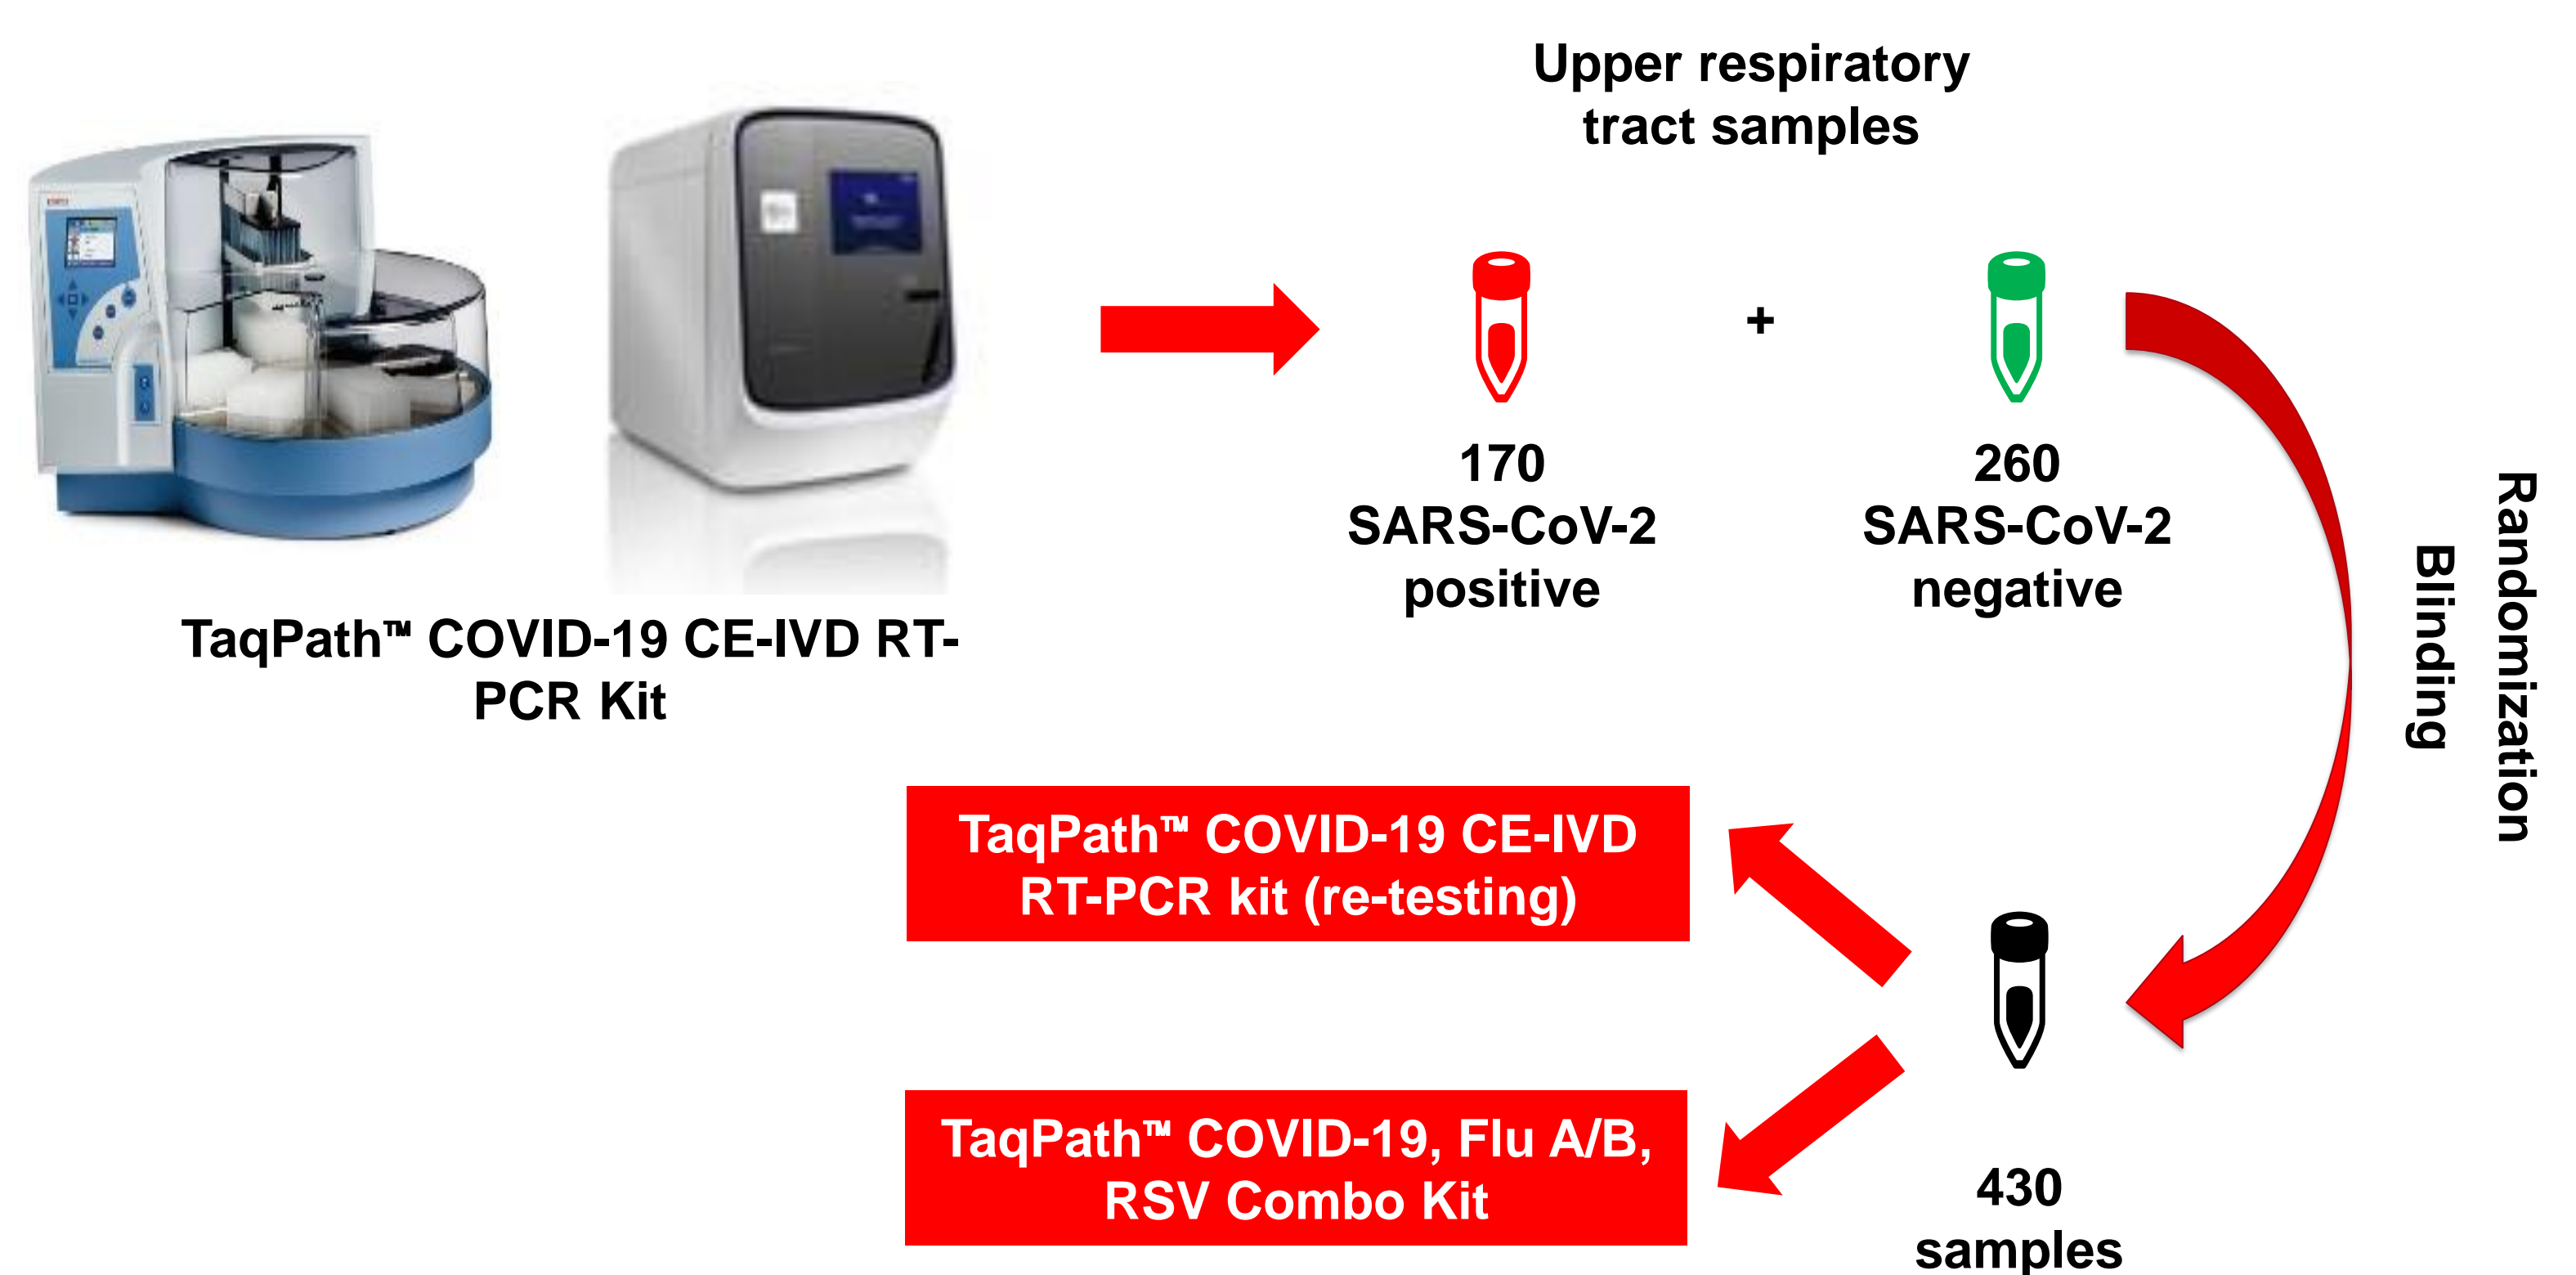 Upper respiratory
tract samples
+
170
SARS-CoV-2
positive
260
SARS-CoV-2
negative
TaqPath™ COVID-19 CE-IVD RT-
PCR Kit
Randomization
Blinding
TaqPath™ COVID-19 CE-IVD
RT-PCR kit (re-testing)
TaqPath™ COVID-19, Flu A/B,
RSV Combo Kit
430
samples